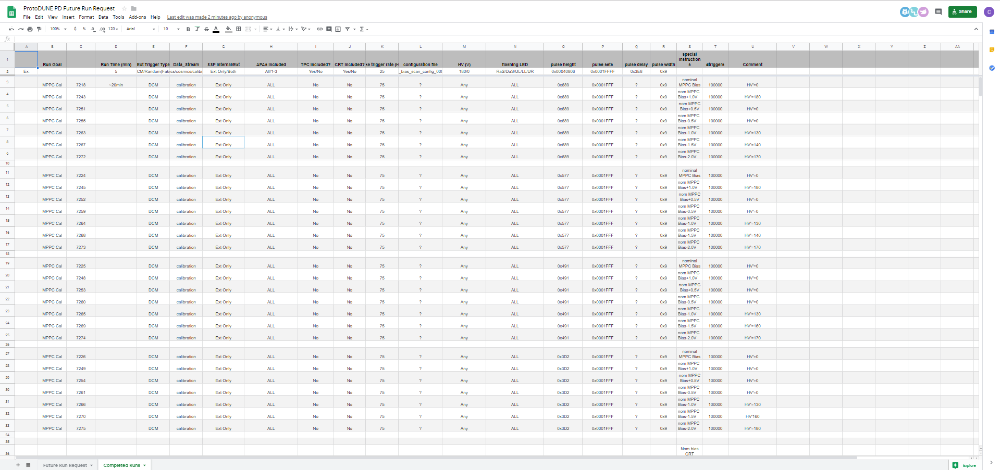 ProtoDUNE PD Future Run Request
File Edit View Insert Format Data Tools Add-ons Help Last edit was made 2 minutes ago by anonymous
Share
C
100% $ % .0 .00 123 Arial 10 B I S A
fx
A B C D E F G H I J K L M N O P Q R S T U V W X Y Z AA
1 Run Goal Run Time (min) Ext Trigger Type Data_Stream SSP Internal/Ext APAs Included TPC Included? CRT Included? ke trigger rate (H configuration file HV (V) flashing LED pulse height pulse sets pulse delay pulse width special instructions #triggers Comment
2 Ex: 5 CM/Random(Fak ics/cosmics/calibr Ext Only/Both All/1-3 Yes/No Yes/No 25 _bias_scan_config_00 180/0 RaS/DaS/UL/LL/UR 0x00040806 0x0001FFFF 0x3E8 0x9
3 MPPC Cal 7218 ~20min DCM calibration Ext Only ALL No No 75 ? Any ALL 0x689 0x0001FFF ? 0x9 nominal MPPC Bias 100000 HV'=0
4 MPPC Cal 7243 DCM calibration Ext Only ALL No No 75 ? Any ALL 0x689 0x0001FFF ? 0x9 nom MPPC Bias+1.0V 100000 HV'=180
5 MPPC Cal 7251 DCM calibration Ext Only ALL No No 75 ? Any ALL 0x689 0x0001FFF ? 0x9 nom MPPC Bias+0.5V 100000 HV'=0
6 MPPC Cal 7255 DCM calibration Ext Only ALL No No 75 ? Any ALL 0x689 0x0001FFF ? 0x9 nom MPPC Bias-0.5V 100000 HV'=0
7 MPPC Cal 7263 DCM calibration Ext Only ALL No No 75 ? Any ALL 0x689 0x0001FFF ? 0x9 nom MPPC Bias-1.0V 100000 HV'=130
8 MPPC Cal 7267 DCM calibration Ext Only ALL No No 75 ? Any ALL 0x689 0x0001FFF ? 0x9 nom MPPC Bias-1.5V 100000 HV'=140
9 MPPC Cal 7272 DCM calibration Ext Only ALL No No 75 ? Any ALL 0x689 0x0001FFF ? 0x9 nom MPPC Bias-2.0V 100000 HV'=170
10
11 MPPC Cal 7224 DCM calibration Ext Only ALL No No 75 ? Any ALL 0x577 0x0001FFF ? 0x9 nominal MPPC Bias 100000 HV'=0
12 MPPC Cal 7245 DCM calibration Ext Only ALL No No 75 ? Any ALL 0x577 0x0001FFF ? 0x9 nom MPPC Bias+1.0V 100000 HV'=180
13 MPPC Cal 7252 DCM calibration Ext Only ALL No No 75 ? Any ALL 0x577 0x0001FFF ? 0x9 nom MPPC Bias+0.5V 100000 HV'=0
14 MPPC Cal 7259 DCM calibration Ext Only ALL No No 75 ? Any ALL 0x577 0x0001FFF ? 0x9 nom MPPC Bias-0.5V 100000 HV'=0
15 MPPC Cal 7264 DCM calibration Ext Only ALL No No 75 ? Any ALL 0x577 0x0001FFF ? 0x9 nom MPPC Bias-1.0V 100000 HV'=130
16 MPPC Cal 7268 DCM calibration Ext Only ALL No No 75 ? Any ALL 0x577 0x0001FFF ? 0x9 nom MPPC Bias-1.5V 100000 HV'=140
17 MPPC Cal 7273 DCM calibration Ext Only ALL No No 75 ? Any ALL 0x577 0x0001FFF ? 0x9 nom MPPC Bias-2.0V 100000 HV'=170
18
19 MPPC Cal 7225 DCM calibration Ext Only ALL No No 75 ? Any ALL 0x491 0x0001FFF ? 0x9 nominal MPPC Bias 100000 HV'=0
20 MPPC Cal 7248 DCM calibration Ext Only ALL No No 75 ? Any ALL 0x491 0x0001FFF ? 0x9 nom MPPC Bias+1.0V 100000 HV'=0
21 MPPC Cal 7253 DCM calibration Ext Only ALL No No 75 ? Any ALL 0x491 0x0001FFF ? 0x9 nom MPPC Bias+0.5V 100000 HV'=0
22 MPPC Cal 7260 DCM calibration Ext Only ALL No No 75 ? Any ALL 0x491 0x0001FFF ? 0x9 nom MPPC Bias-0.5V 100000 HV'=0
23 MPPC Cal 7265 DCM calibration Ext Only ALL No No 75 ? Any ALL 0x491 0x0001FFF ? 0x9 nom MPPC Bias-1.0V 100000 HV'=130
24 MPPC Cal 7269 DCM calibration Ext Only ALL No No 75 ? Any ALL 0x491 0x0001FFF ? 0x9 nom MPPC Bias-1.5V 100000 HV'=160
25 MPPC Cal 7274 DCM calibration Ext Only ALL No No 75 ? Any ALL 0x491 0x0001FFF ? 0x9 nom MPPC Bias-2.0V 100000 HV'=170
26
27 MPPC Cal 7226 DCM calibration Ext Only ALL No No 75 ? Any ALL 0x3D2 0x0001FFF ? 0x9 nominal MPPC Bias 100000 HV'=0
28 MPPC Cal 7249 DCM calibration Ext Only ALL No No 75 ? Any ALL 0x3D2 0x0001FFF ? 0x9 nom MPPC Bias+1.0V 100000 HV'=0
29 MPPC Cal 7254 DCM calibration Ext Only ALL No No 75 ? Any ALL 0x3D2 0x0001FFF ? 0x9 nom MPPC Bias+0.5V 100000 HV'=0
30 MPPC Cal 7261 DCM calibration Ext Only ALL No No 75 ? Any ALL 0x3D2 0x0001FFF ? 0x9 nom MPPC Bias-0.5V 100000 HV'=0
31 MPPC Cal 7266 DCM calibration Ext Only ALL No No 75 ? Any ALL 0x3D2 0x0001FFF ? 0x9 nom MPPC Bias-1.0V 100000 HV'=130
32 MPPC Cal 7270 DCM calibration Ext Only ALL No No 75 ? Any ALL 0x3D2 0x0001FFF ? 0x9 nom MPPC Bias-1.5V 100000 HV'160
33 MPPC Cal 7275 DCM calibration Ext Only ALL No No 75 ? Any ALL 0x3D2 0x0001FFF ? 0x9 nom MPPC Bias-2.0V 100000 HV'=180
34
35
36 Nom bias CRT
Future Run Request Completed Runs Explore